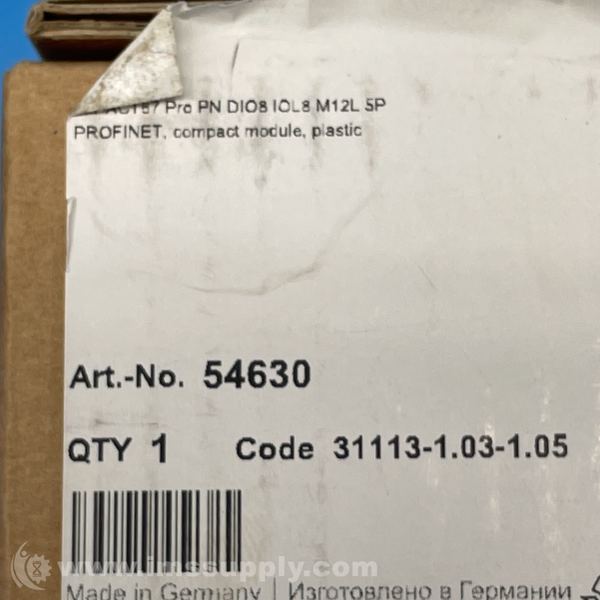 Pro PN DIO8 IOL8 M12L 5P
PROFINET, compact module, plastic
Art.-No. 54630
QTY 1 Code 31113-1.03-1.05
www.imssupply.com
Made in Germany | Изготовлено в Германии